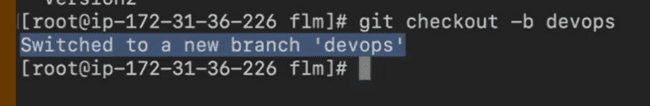 version2
[root@ip-172-31-36-226 flm]# git checkout -b devops
Switched to a new branch 'devops'
[root@ip-172-31-36-226 flm]#